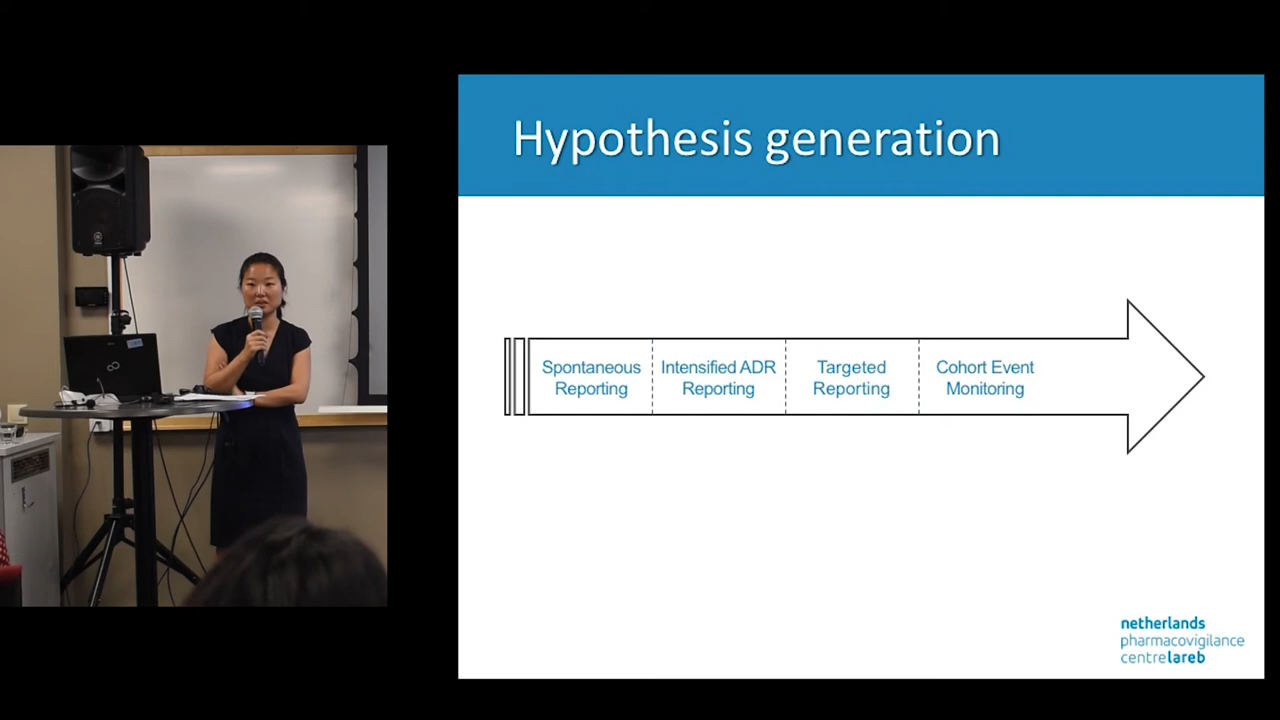 Hypothesis generation
Spontaneous
Reporting
Intensified ADR
Reporting
Targeted
Reporting
Cohort Event
Monitoring
netherlands
pharmacovigilance
centre lareb